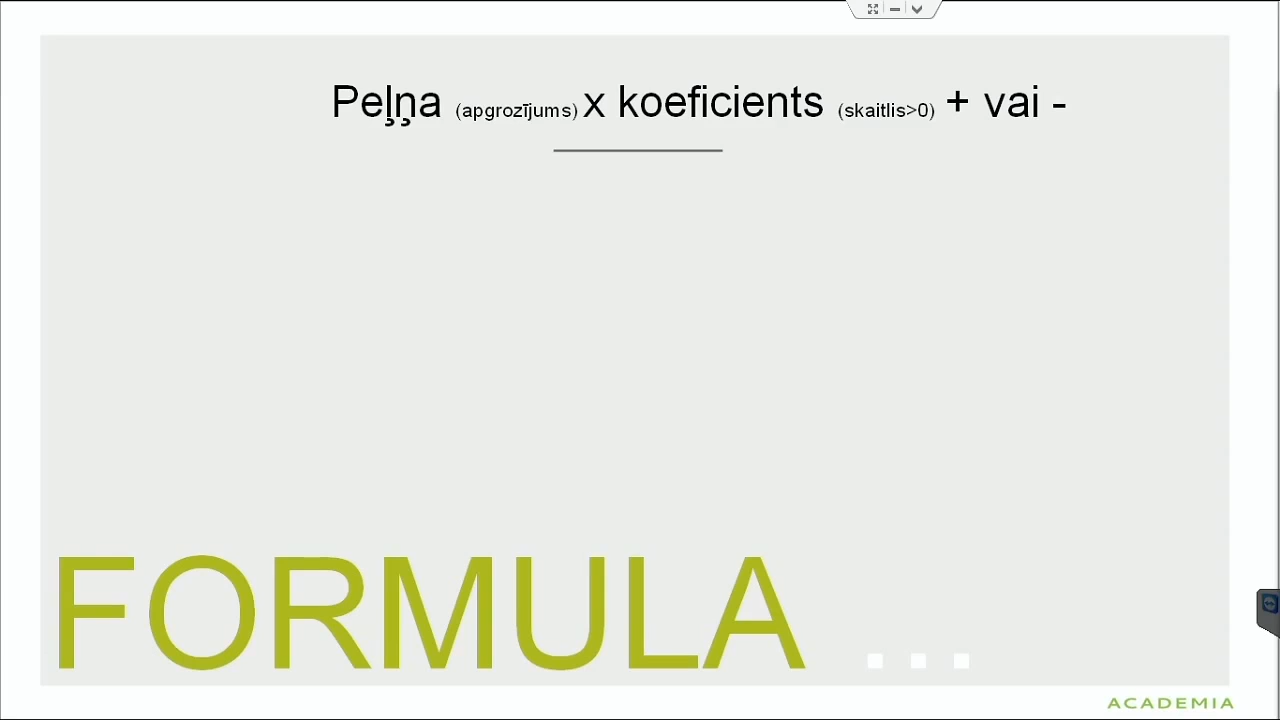 Peļņa (apgrozījums) x koeficients (skaitlis>0) + vai -
FORMULA ...
ACADEMIA